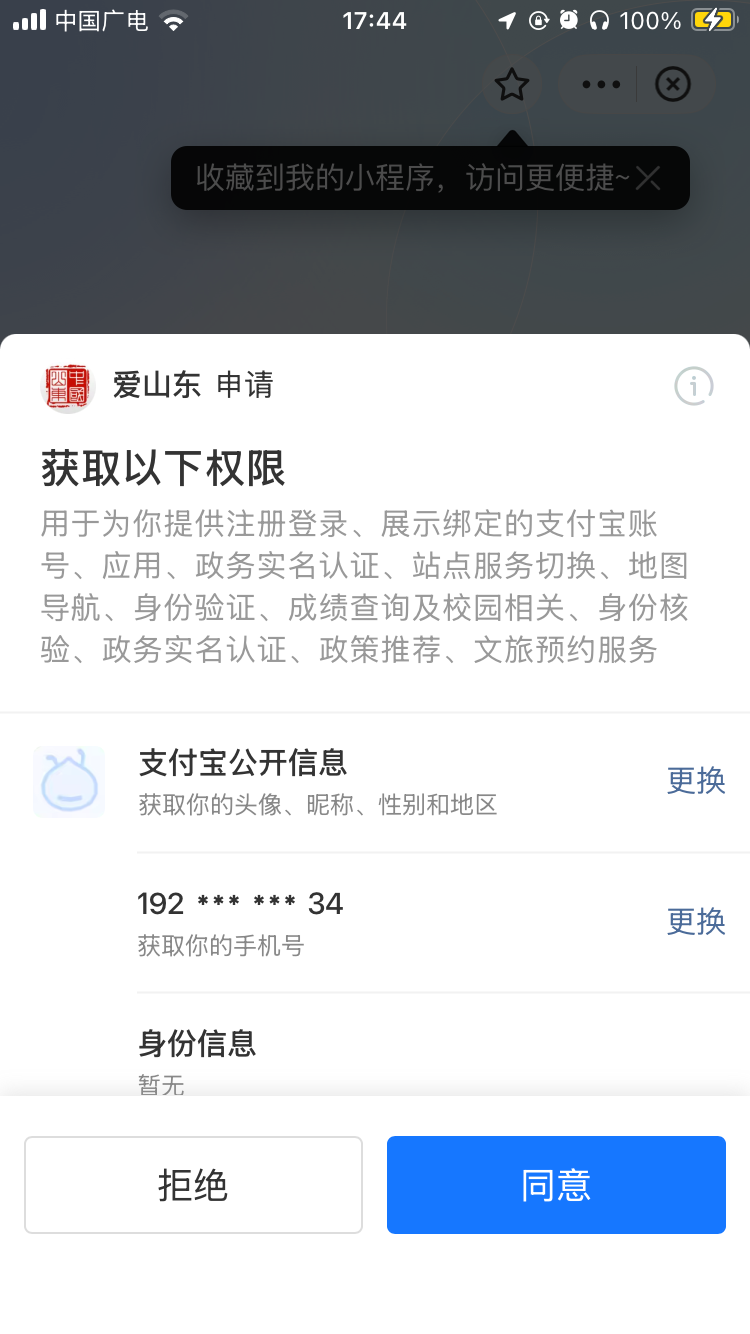 中国广电
17:44
100%
收藏到我的小程序，访问更便捷~
爱山东 申请
获取以下权限
用于为你提供注册登录、展示绑定的支付宝账
号、应用、政务实名认证、站点服务切换、地图
导航、身份验证、成绩查询及校园相关、身份核
验、政务实名认证、政策推荐、文旅预约服务
支付宝公开信息
更换
获取你的头像、昵称、性别和地区
192 *** *** 34
更换
获取你的手机号
身份信息
暂无
拒绝
同意